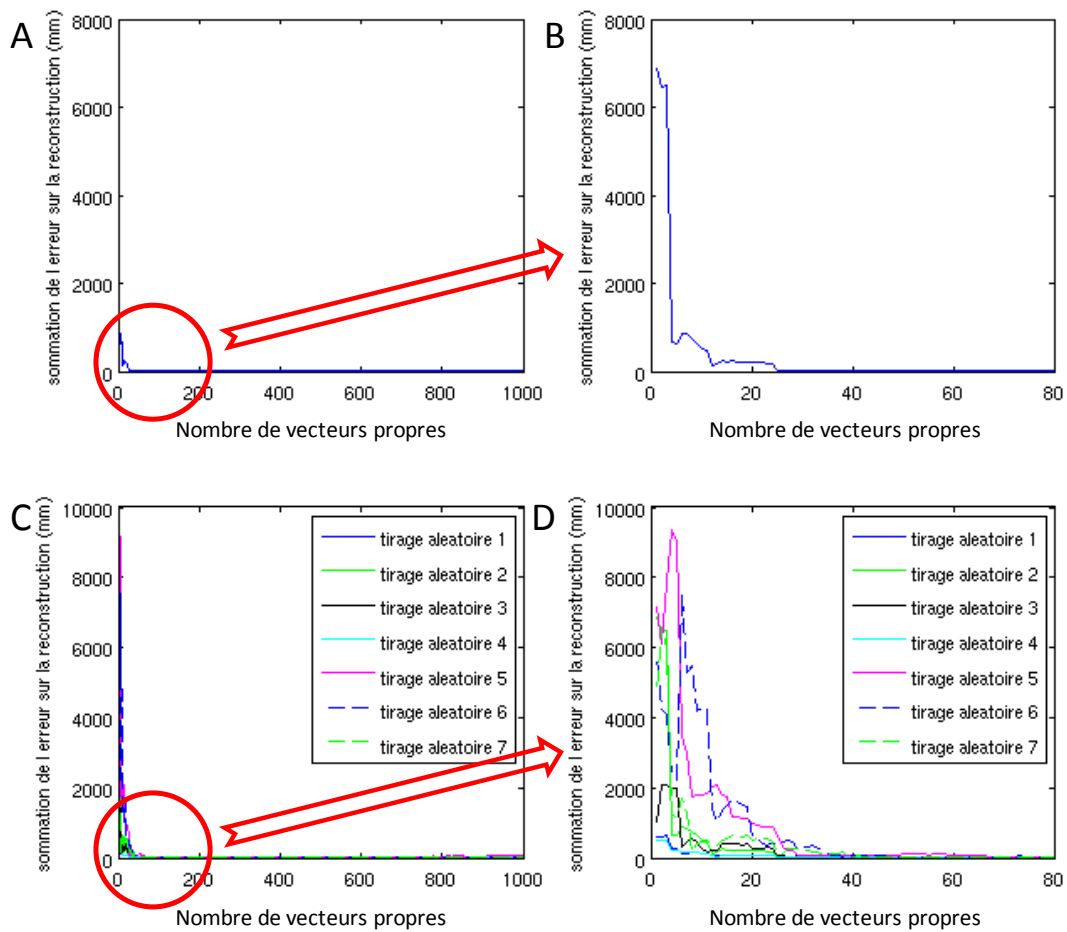 A
sommation de l erreur sur la reconstruction (mm)
8000
6000
4000
2000
0
0 200 400 600 800 1000
Nombre de vecteurs propres
B
sommation de l erreur sur la reconstruction (mm)
8000
6000
4000
2000
0
0 20 40 60 80
Nombre de vecteurs propres
C
sommation de l erreur sur la reconstruction (mm)
10000
8000
6000
4000
2000
0
0 200 400 600 800 1000
tirage aleatoire 1
tirage aleatoire 2
tirage aleatoire 3
tirage aleatoire 4
tirage aleatoire 5
tirage aleatoire 6
tirage aleatoire 7
Nombre de vecteurs propres
D
sommation de l erreur sur la reconstruction (mm)
10000
8000
6000
4000
2000
0
0 20 40 60 80
tirage aleatoire 1
tirage aleatoire 2
tirage aleatoire 3
tirage aleatoire 4
tirage aleatoire 5
tirage aleatoire 6
tirage aleatoire 7
Nombre de vecteurs propres